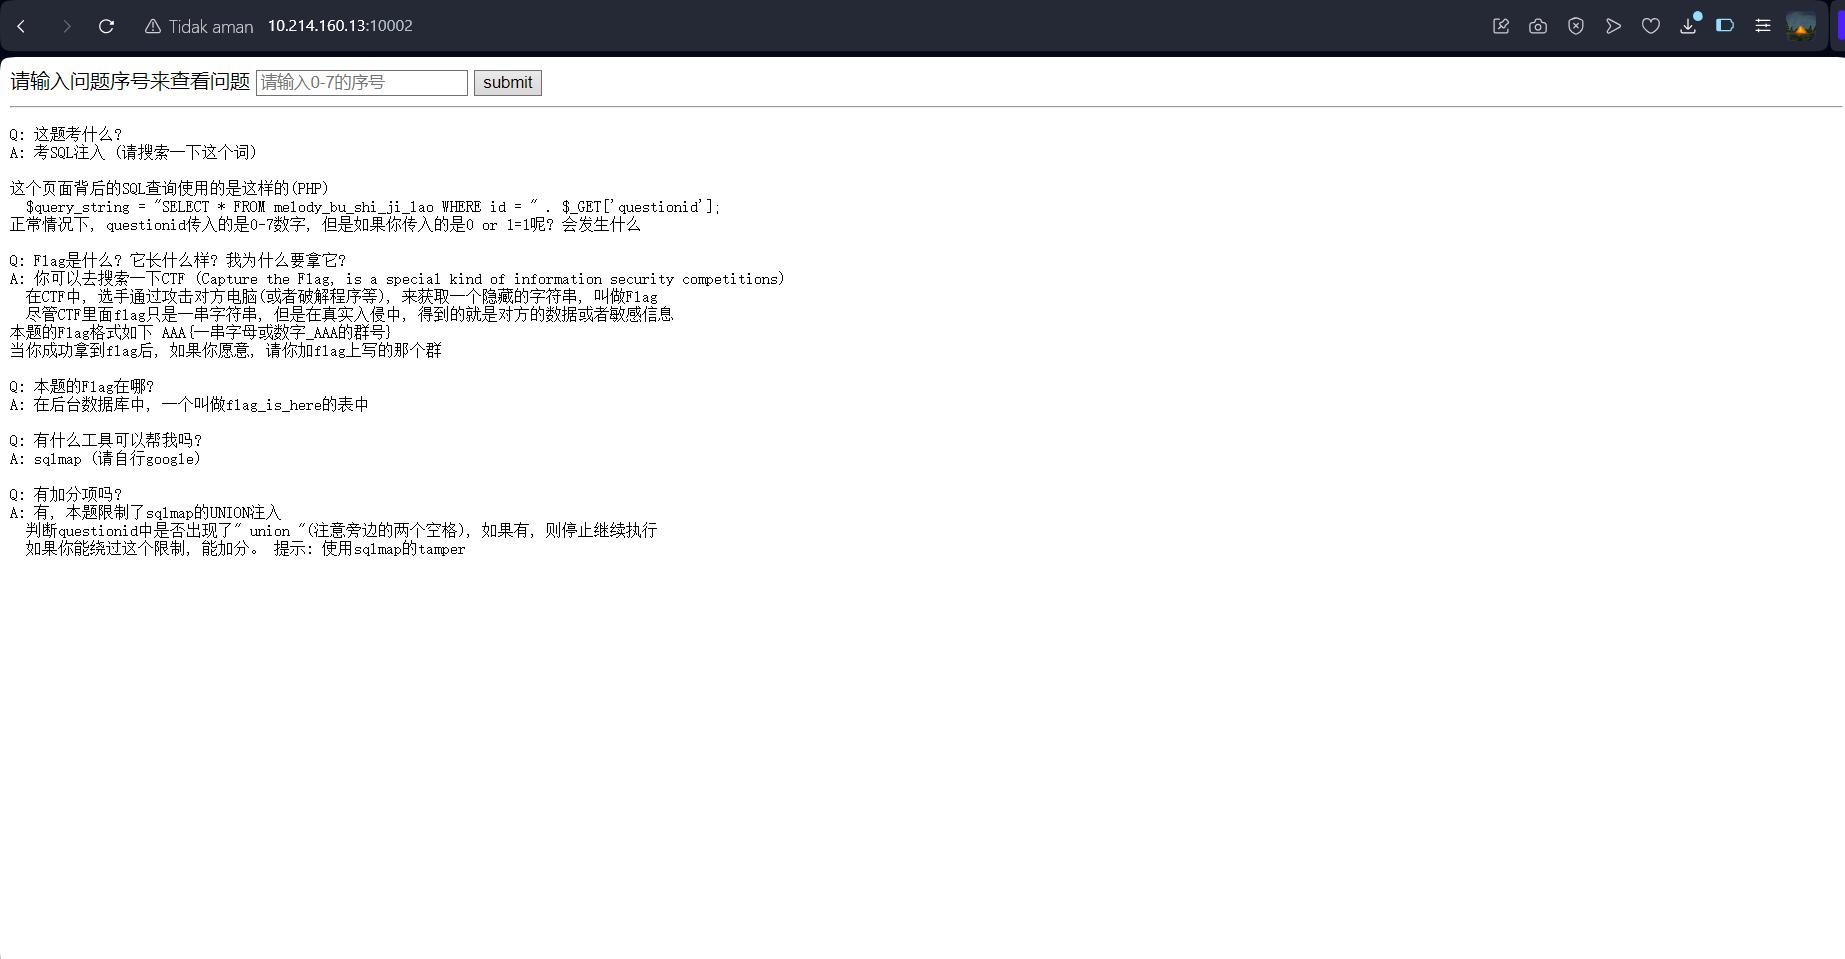 Tidak aman 10.214.160.13:10002
请输入问题序号来查看问题 请输入0-7的序号 submit
Q: 这题考什么?
A: 考SQL注入 (请搜索一下这个词)
这个页面背后的SQL查询使用的是这样的(PHP)
$query_string = "SELECT * FROM melody_bu_shi_ji_lao WHERE id = " . $_GET['questionid'];
正常情况下, questionid传入的是0-7数字, 但是如果你传入的是0 or 1=1呢? 会发生什么
Q: Flag是什么? 它长什么样? 我为什么要拿它?
A: 你可以去搜索一下CTF (Capture the Flag, is a special kind of information security competitions)
在CTF中, 选手通过攻击对方电脑(或者破解程序等), 来获取一个隐藏的字符串, 叫做Flag
尽管CTF里面flag只是一串字符串, 但是在真实入侵中, 得到的就是对方的数据或者敏感信息
本题的Flag格式如下 AAA{一串字母或数字_AAA的群号}
当你成功拿到flag后, 如果你愿意, 请你加flag上写的那个群
Q: 本题的Flag在哪?
A: 在后台数据库中, 一个叫做flag_is_here的表中
Q: 有什么工具可以帮我吗?
A: sqlmap (请自行google)
Q: 有加分项吗?
A: 有, 本题限制了sqlmap的UNION注入
判断questionid中是否出现了" union "(注意旁边的两个空格), 如果有, 则停止继续执行
如果你能绕过这个限制, 能加分。 提示: 使用sqlmap的tamper